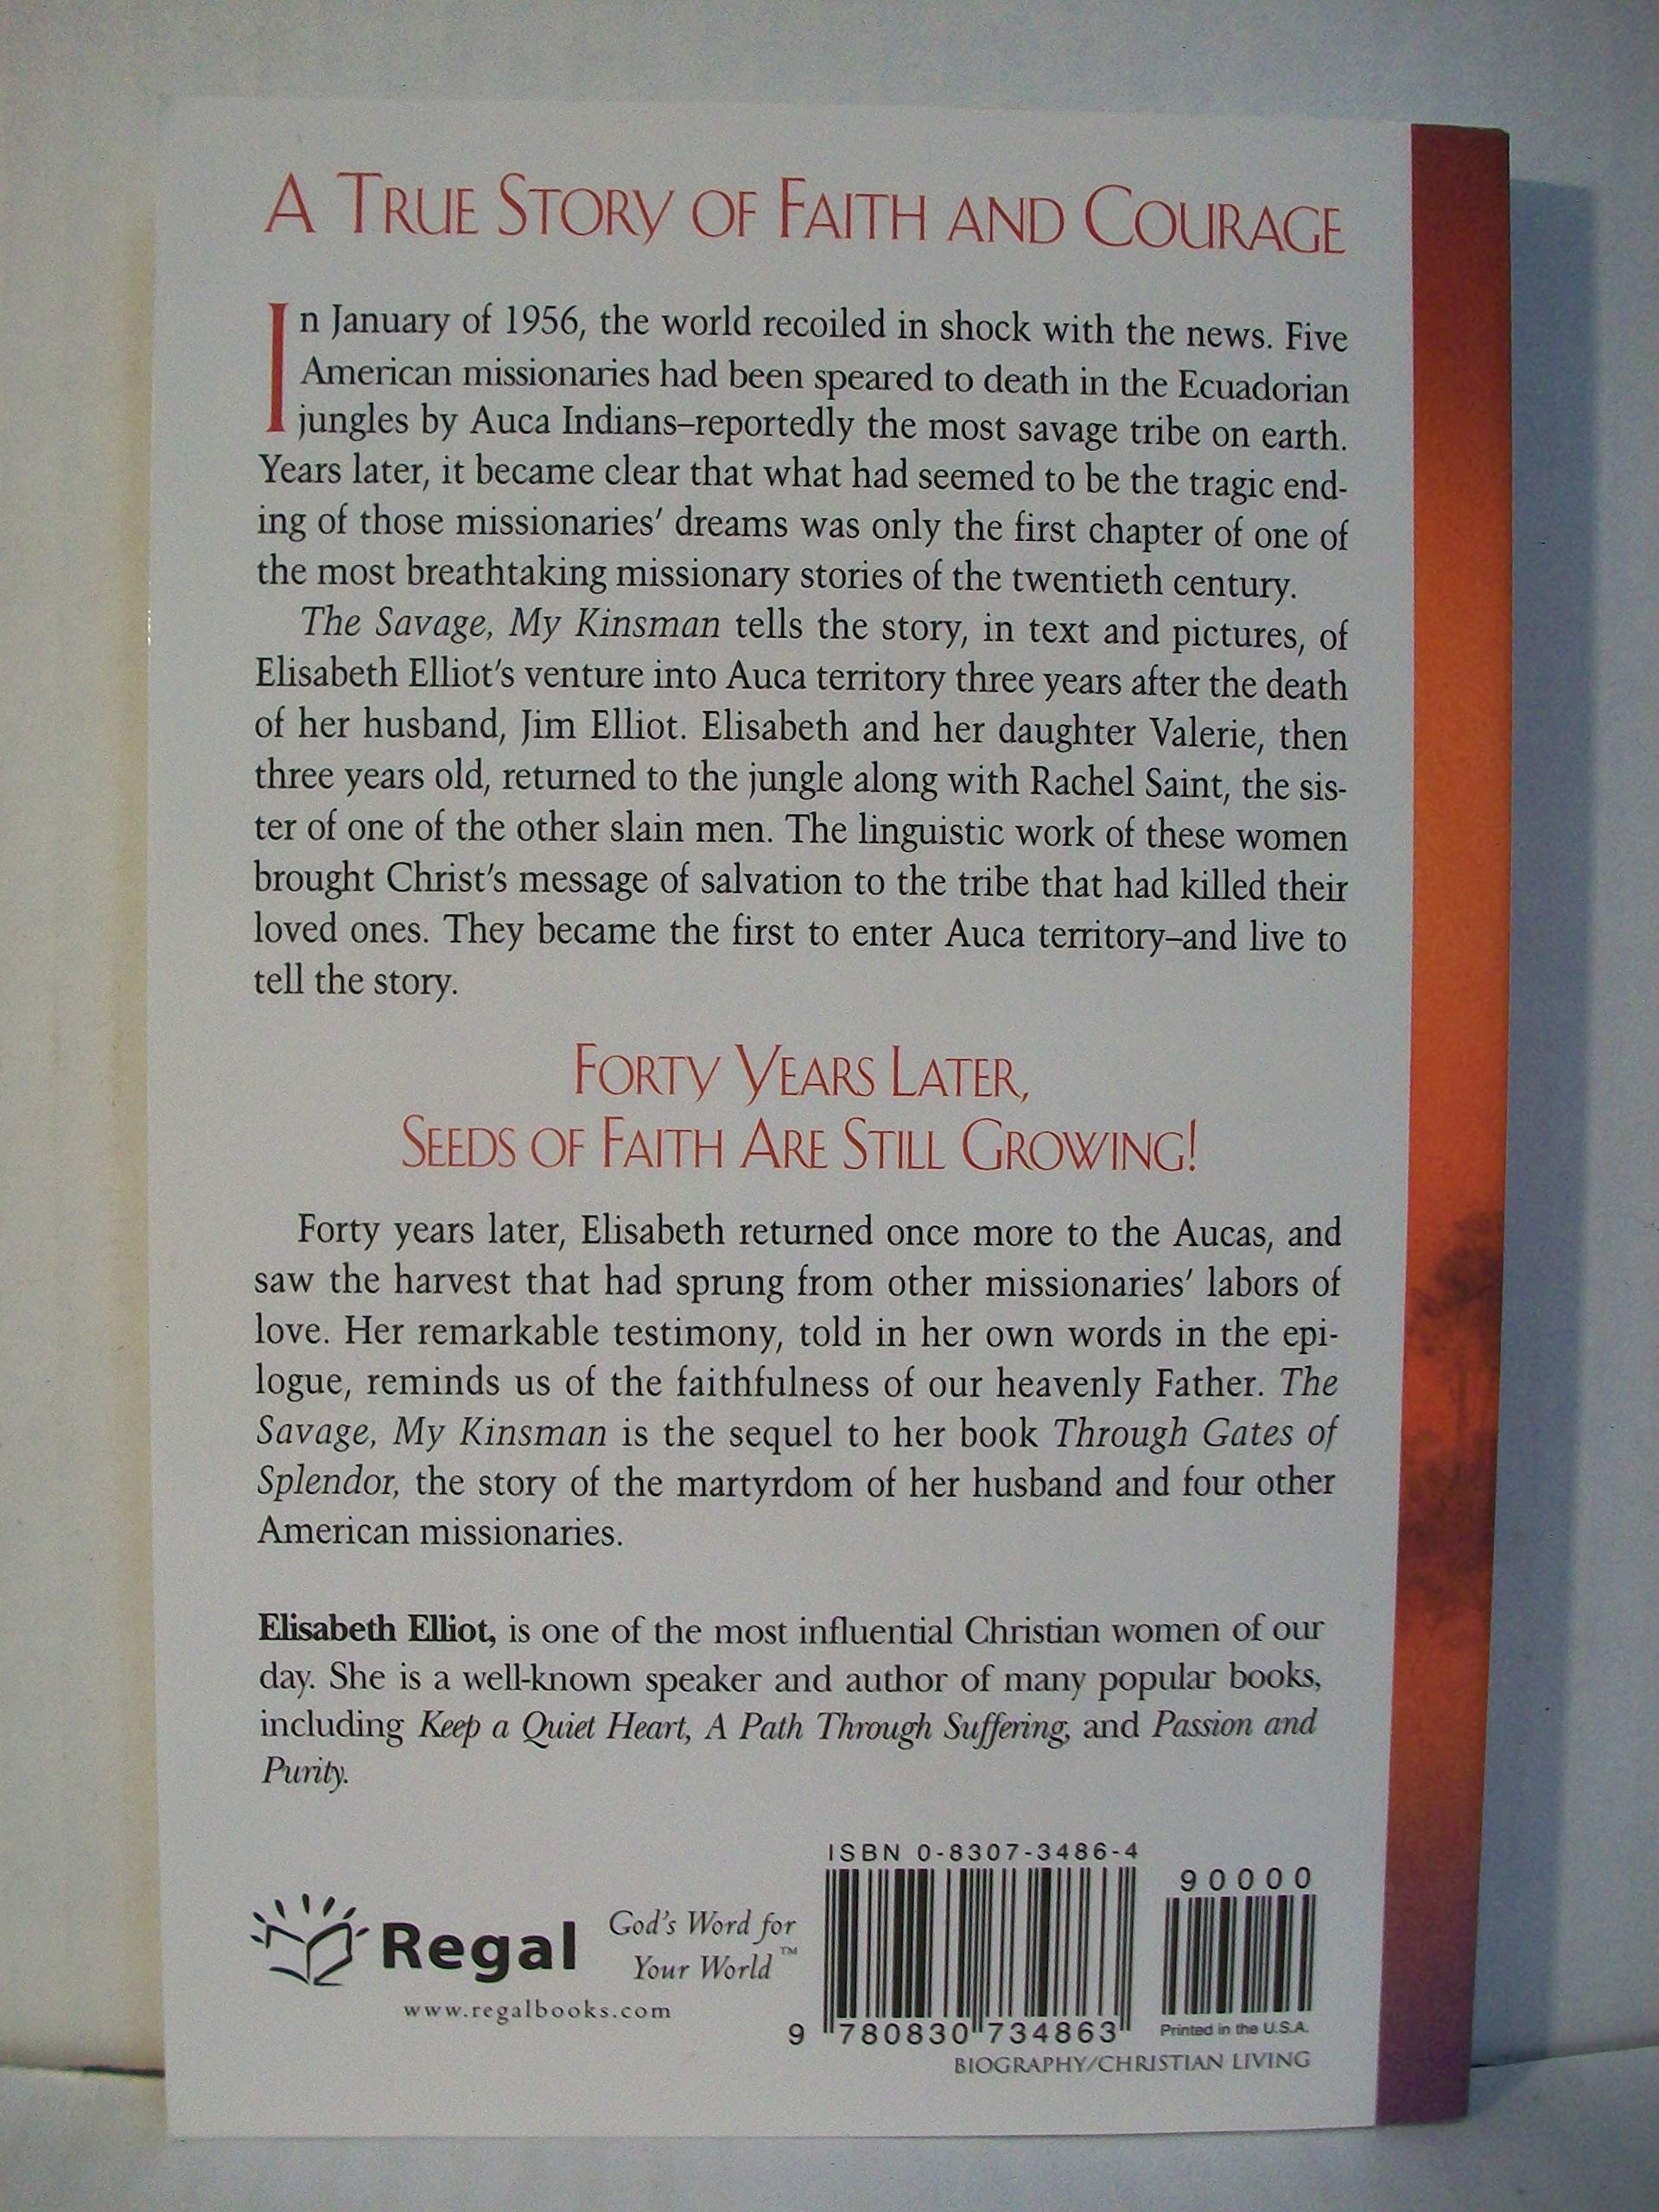 A TRUE STORY OF FAITH AND COURAGE
In January of 1956, the world recoiled in shock with the news. Five
American missionaries had been speared to death in the Ecuadorian
jungles by Auca Indians–reportedly the most savage tribe on earth.
Years later, it became clear that what had seemed to be the tragic end-
ing of those missionaries' dreams was only the first chapter of one of
the most breathtaking missionary stories of the twentieth century.
The Savage, My Kinsman tells the story, in text and pictures, of
Elisabeth Elliot's venture into Auca territory three years after the death
of her husband, Jim Elliot. Elisabeth and her daughter Valerie, then
three years old, returned to the jungle along with Rachel Saint, the sis-
ter of one of the other slain men. The linguistic work of these women
brought Christ's message of salvation to the tribe that had killed their
loved ones. They became the first to enter Auca territory–and live to
tell the story.
FORTY YEARS LATER,
SEEDS OF FAITH ARE STILL GROWING!
Forty years later, Elisabeth returned once more to the Aucas, and
saw the harvest that had sprung from other missionaries' labors of
love. Her remarkable testimony, told in her own words in the epi-
logue, reminds us of the faithfulness of our heavenly Father. The
Savage, My Kinsman is the sequel to her book Through Gates of
Splendor, the story of the martyrdom of her husband and four other
American missionaries.
Elisabeth Elliot, is one of the most influential Christian women of our
day. She is a well-known speaker and author of many popular books,
including Keep a Quiet Heart, A Path Through Suffering, and Passion and
Purity.
Regal
God's Word for
Your World™
www.regalbooks.com
ISBN 0-8307-3486-4
90000
9 780830 734863
Printed in the U.S.A.
BIOGRAPHY/CHRISTIAN LIVING